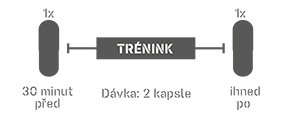 1x 1x
TRÉNINK
30 minut Dávka: 2 kapsle ihned
před po